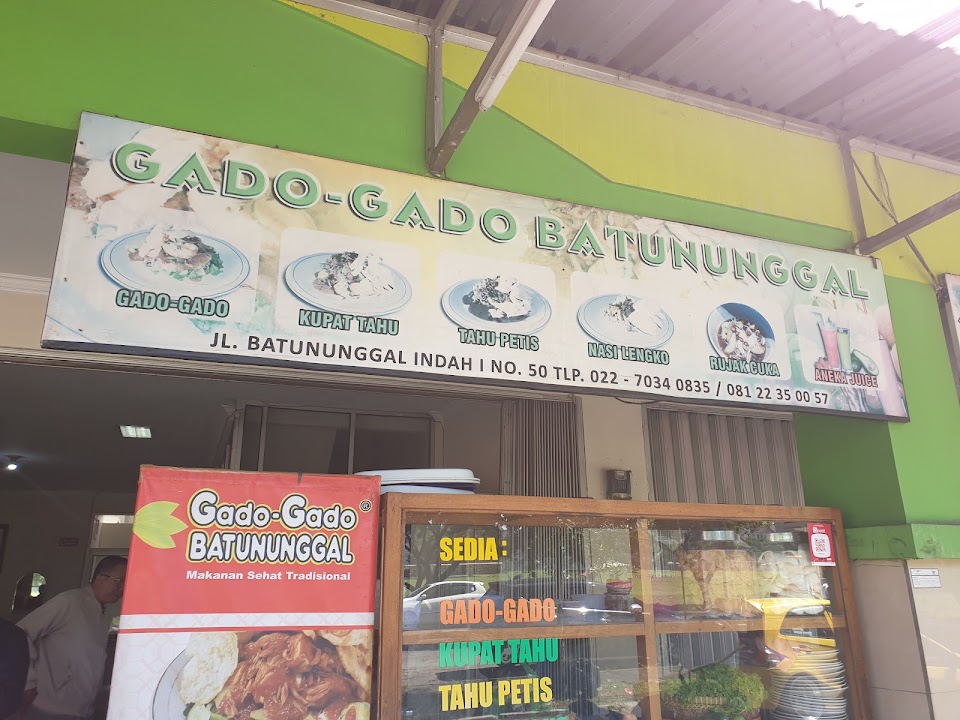 GADO-GADO BATUNUNGGAL
GADO-GADO
KUPAT TAHU
TAHU PETIS
NASI LENGKO
RUJAK CUKA
ANEKA JUICE
JL. BATUNUNGGAL INDAH I NO. 50 TLP. 022 - 7034 0835 / 081 22 35 00 57
Gado-Gado ®
BATUNUNGGAL
Makanan Sehat Tradisional
SEDIA :
GADO-GADO
KUPAT TAHU
TAHU PETIS